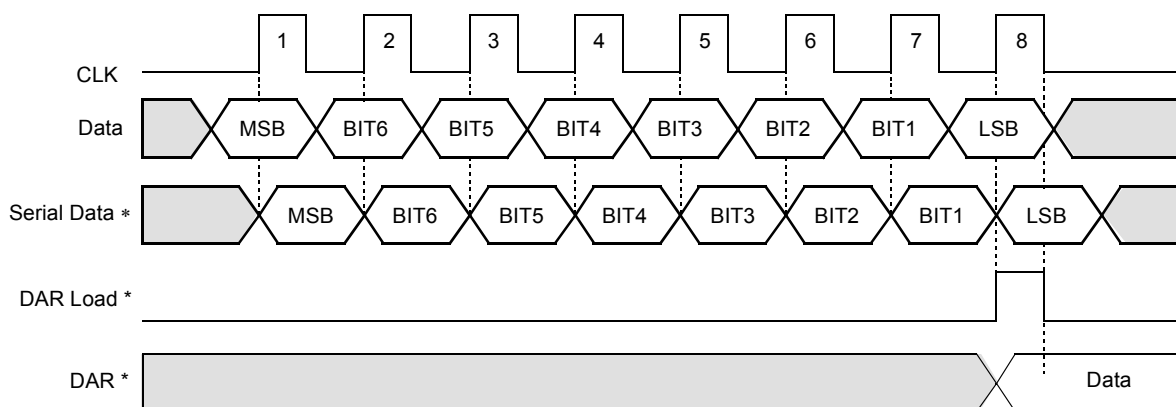 1 2 3 4 5 6 7 8
CLK
Data MSB BIT6 BIT5 BIT4 BIT3 BIT2 BIT1 LSB
Serial Data * MSB BIT6 BIT5 BIT4 BIT3 BIT2 BIT1 LSB
DAR Load *
DAR * Data